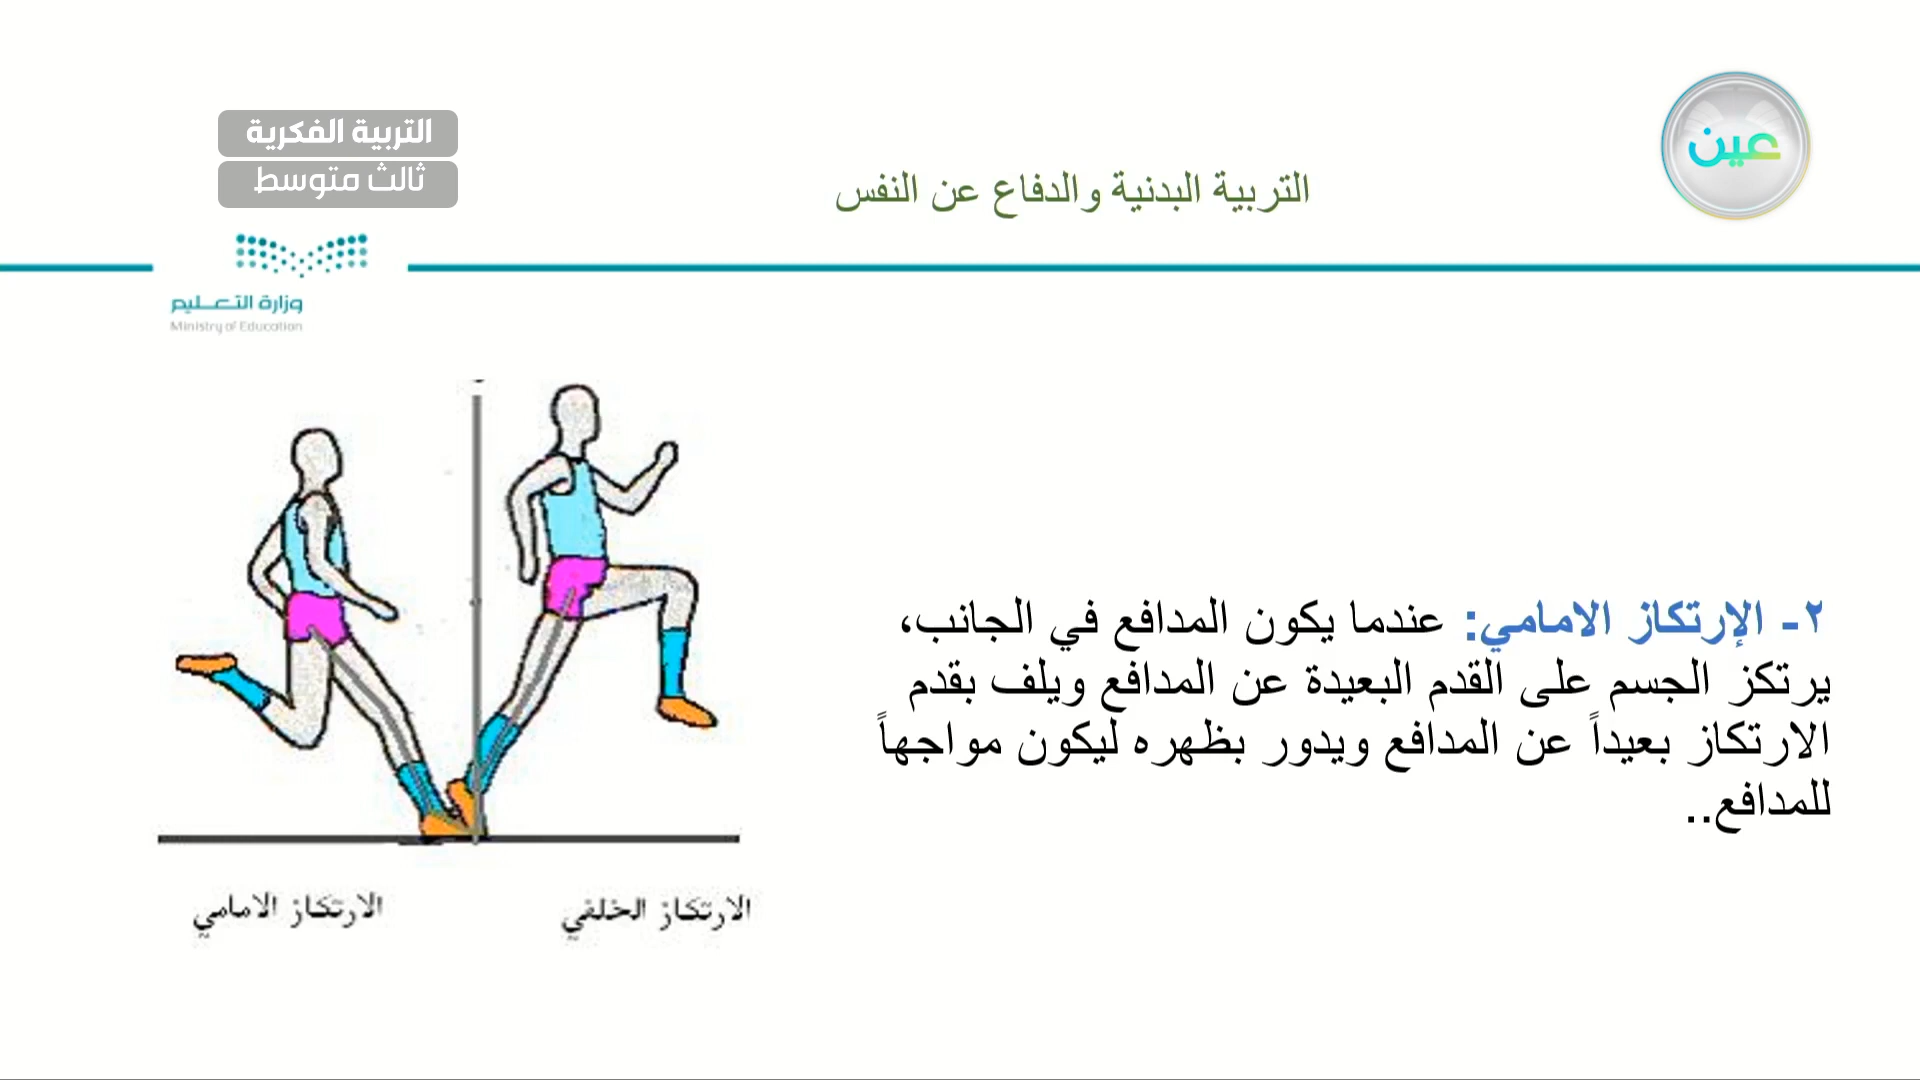 التربية الفكرية
ثالث متوسط
عين
التربية البدنية والدفاع عن النفس
وزارة التعليم
Ministry of Education
٢- الإرتكاز الامامي: عندما يكون المدافع في الجانب،
يرتكز الجسم على القدم البعيدة عن المدافع ويلف بقدم
الارتكاز بعيداً عن المدافع ويدور بظهره ليكون مواجهاً
للمدافع..
الارتكاز الخلفي
الارتكاز الامامي